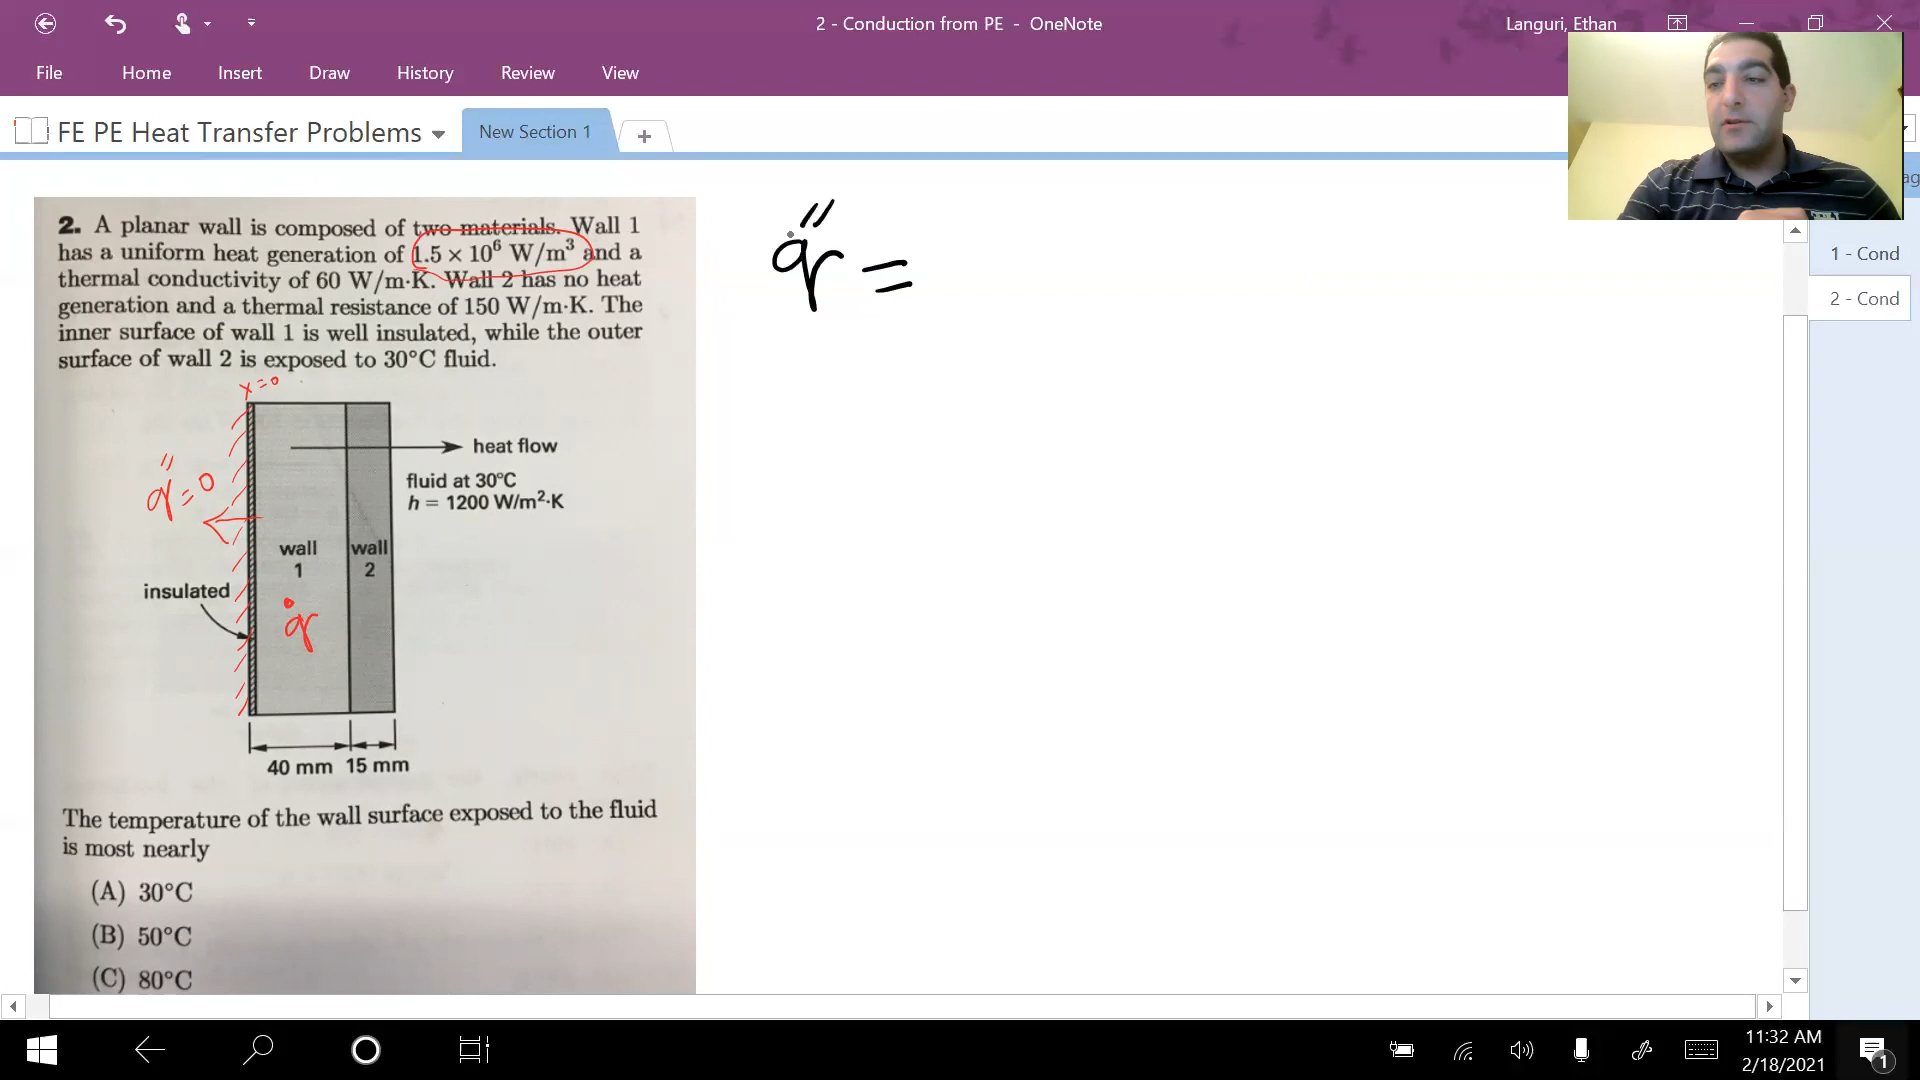 2 - Conduction from PE - OneNote
Languri, Ethan
File Home Insert Draw History Review View
FE PE Heat Transfer Problems
New Section 1
+
1 - Cond
2 - Cond
2. A planar wall is composed of two materials. Wall 1
has a uniform heat generation of 1.5 × 10⁶ W/m³ and a
thermal conductivity of 60 W/m·K. Wall 2 has no heat
generation and a thermal resistance of 150 W/m·K. The
inner surface of wall 1 is well insulated, while the outer
surface of wall 2 is exposed to 30°C fluid.
x=0
heat flow
fluid at 30°C
h = 1200 W/m²·K
q″=0
wall
1
wall
2
insulated
q̇
40 mm 15 mm
The temperature of the wall surface exposed to the fluid
is most nearly
(A) 30°C
(B) 50°C
(C) 80°C
q″ =
11:32 AM
2/18/2021
1